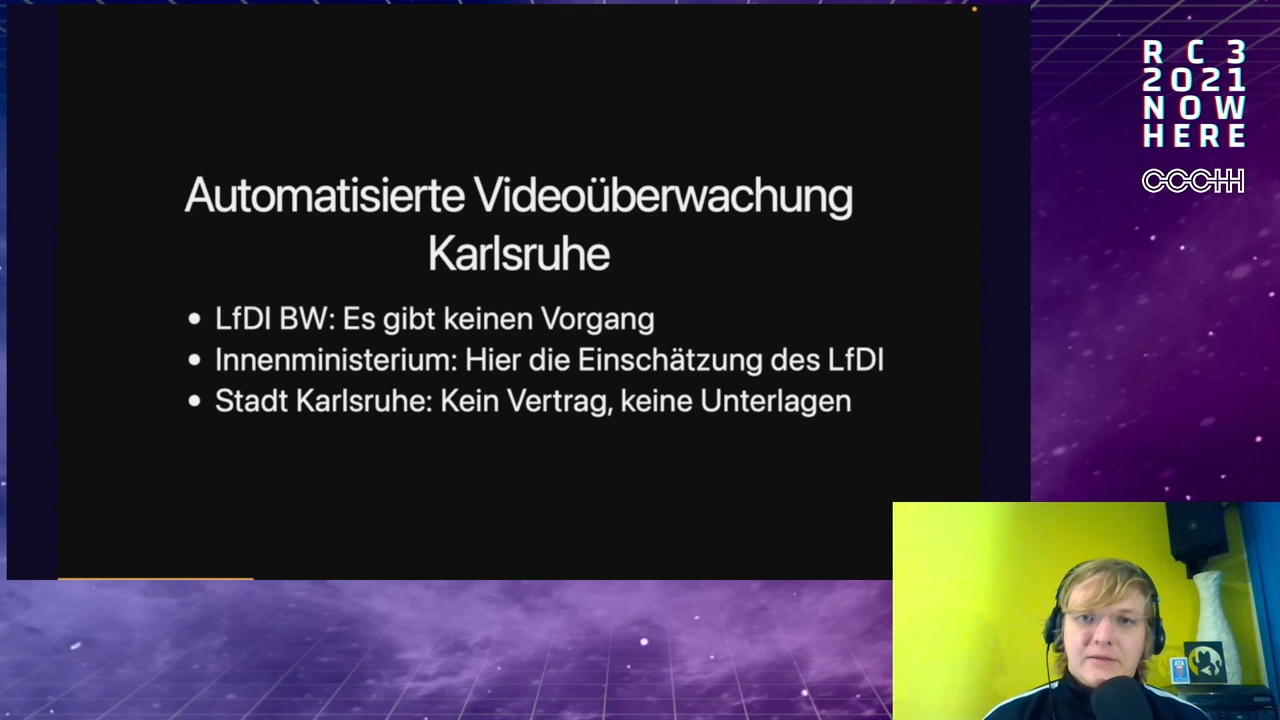 Automatisierte Videoüberwachung
Karlsruhe
• LfDI BW: Es gibt keinen Vorgang
• Innenministerium: Hier die Einschätzung des LfDI
• Stadt Karlsruhe: Kein Vertrag, keine Unterlagen
RC3
2021
NOW
HERE
CCCHH